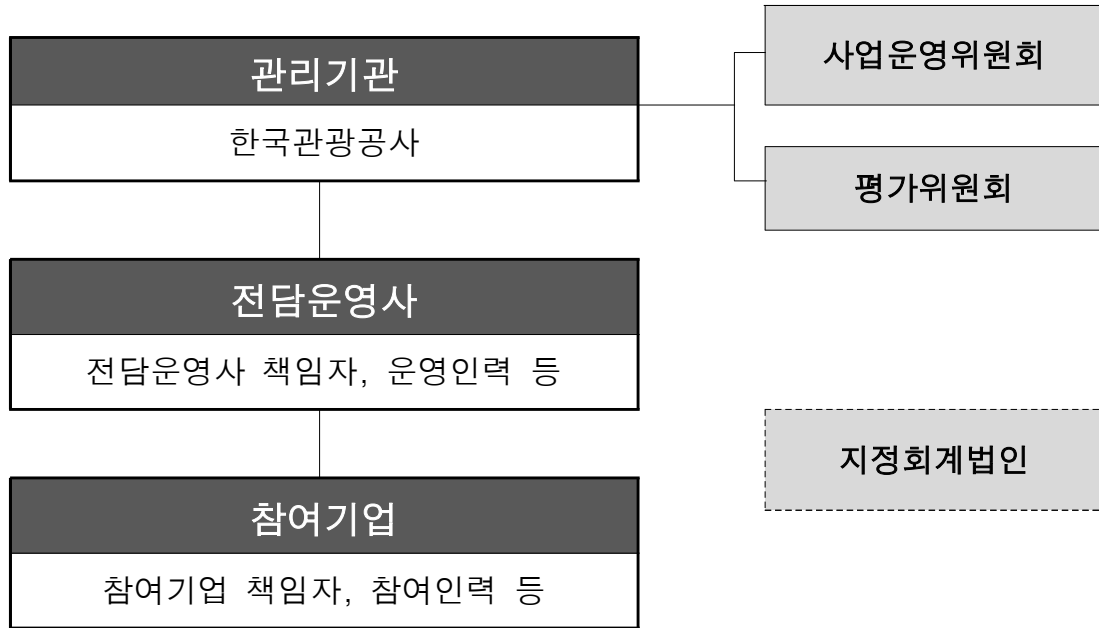 관리기관
한국관광공사
사업운영위원회
평가위원회
전담운영사
전담운영사 책임자, 운영인력 등
지정회계법인
참여기업
참여기업 책임자, 참여인력 등